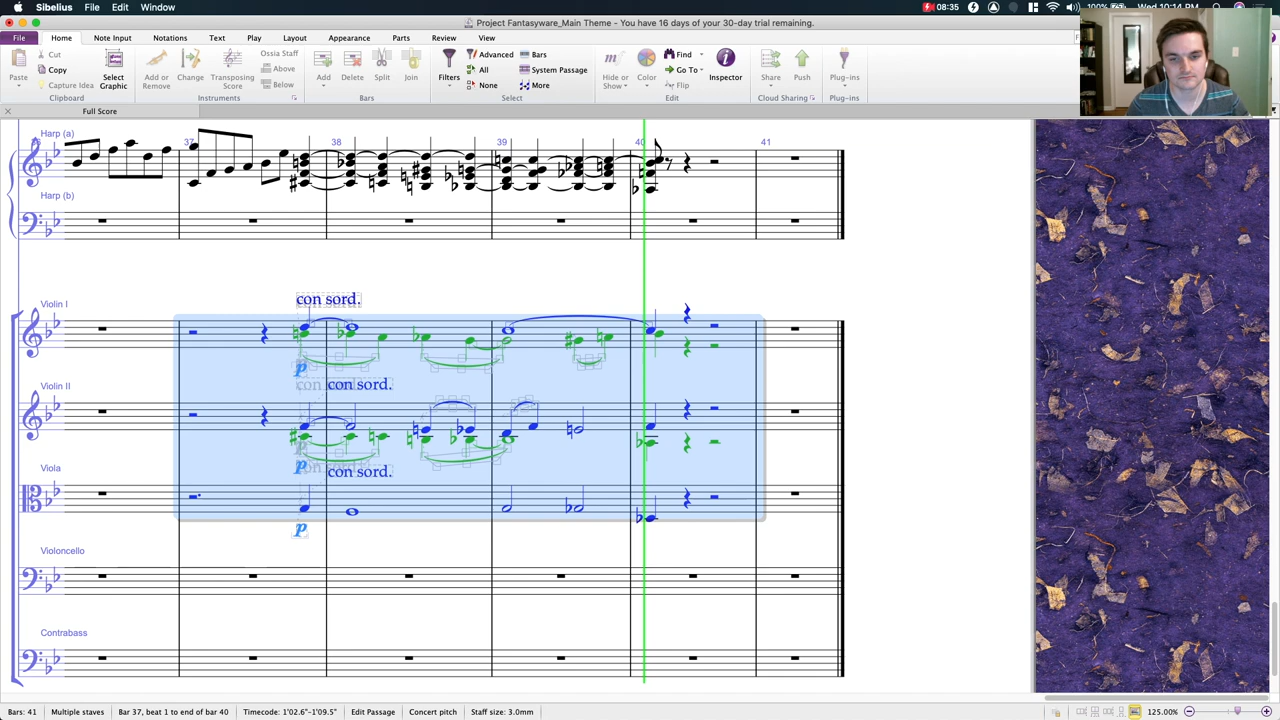 Sibelius File Edit Window 08:35 100% 10:14 AM
Project Fantasyware_Main Theme - You have 16 days of your 30-day trial remaining.
File Home Note Input Notations Text Play Layout Appearance Parts Review View
Paste Cut Copy Capture Idea Select Graphic Add or Remove Change Transposing Score Ossia Staff Above Below Add Delete Split Join Filters Advanced All None Bars System Passage More Hide or Show Color Find Go To Flip Inspector Share Push Plug-ins
Clipboard Instruments Bars Select Edit Cloud Sharing Plug-ins
Full Score
Harp (a)
37 38 39 40 41
Harp (b)
con sord.
Violin I
p
con sord. con sord.
Violin II
p
p
Viola
con sord.
p
Violoncello
Contrabass
Bars: 41 Multiple staves Bar 37, beat 1 to end of bar 40 Timecode: 1'02.6"-1'09.5" Edit Passage Concert pitch Staff size: 3.0mm 125.00%